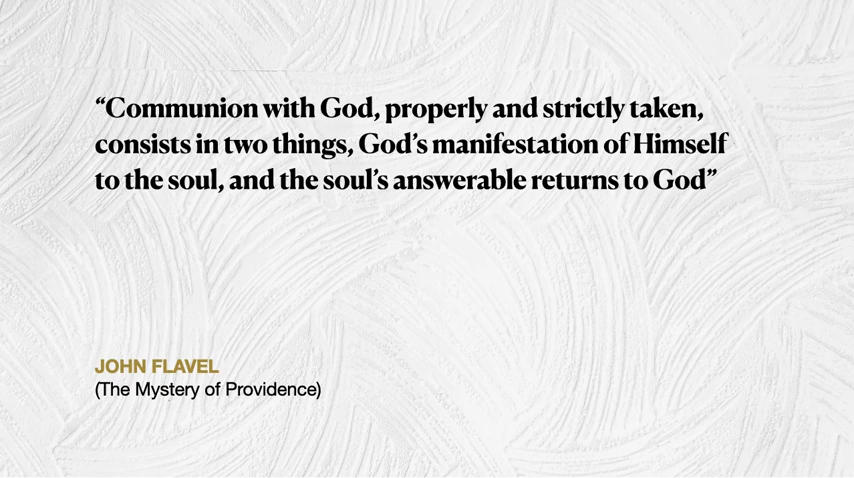 “Communion with God, properly and strictly taken,
consists in two things, God’s manifestation of Himself
to the soul, and the soul’s answerable returns to God”
JOHN FLAVEL
(The Mystery of Providence)